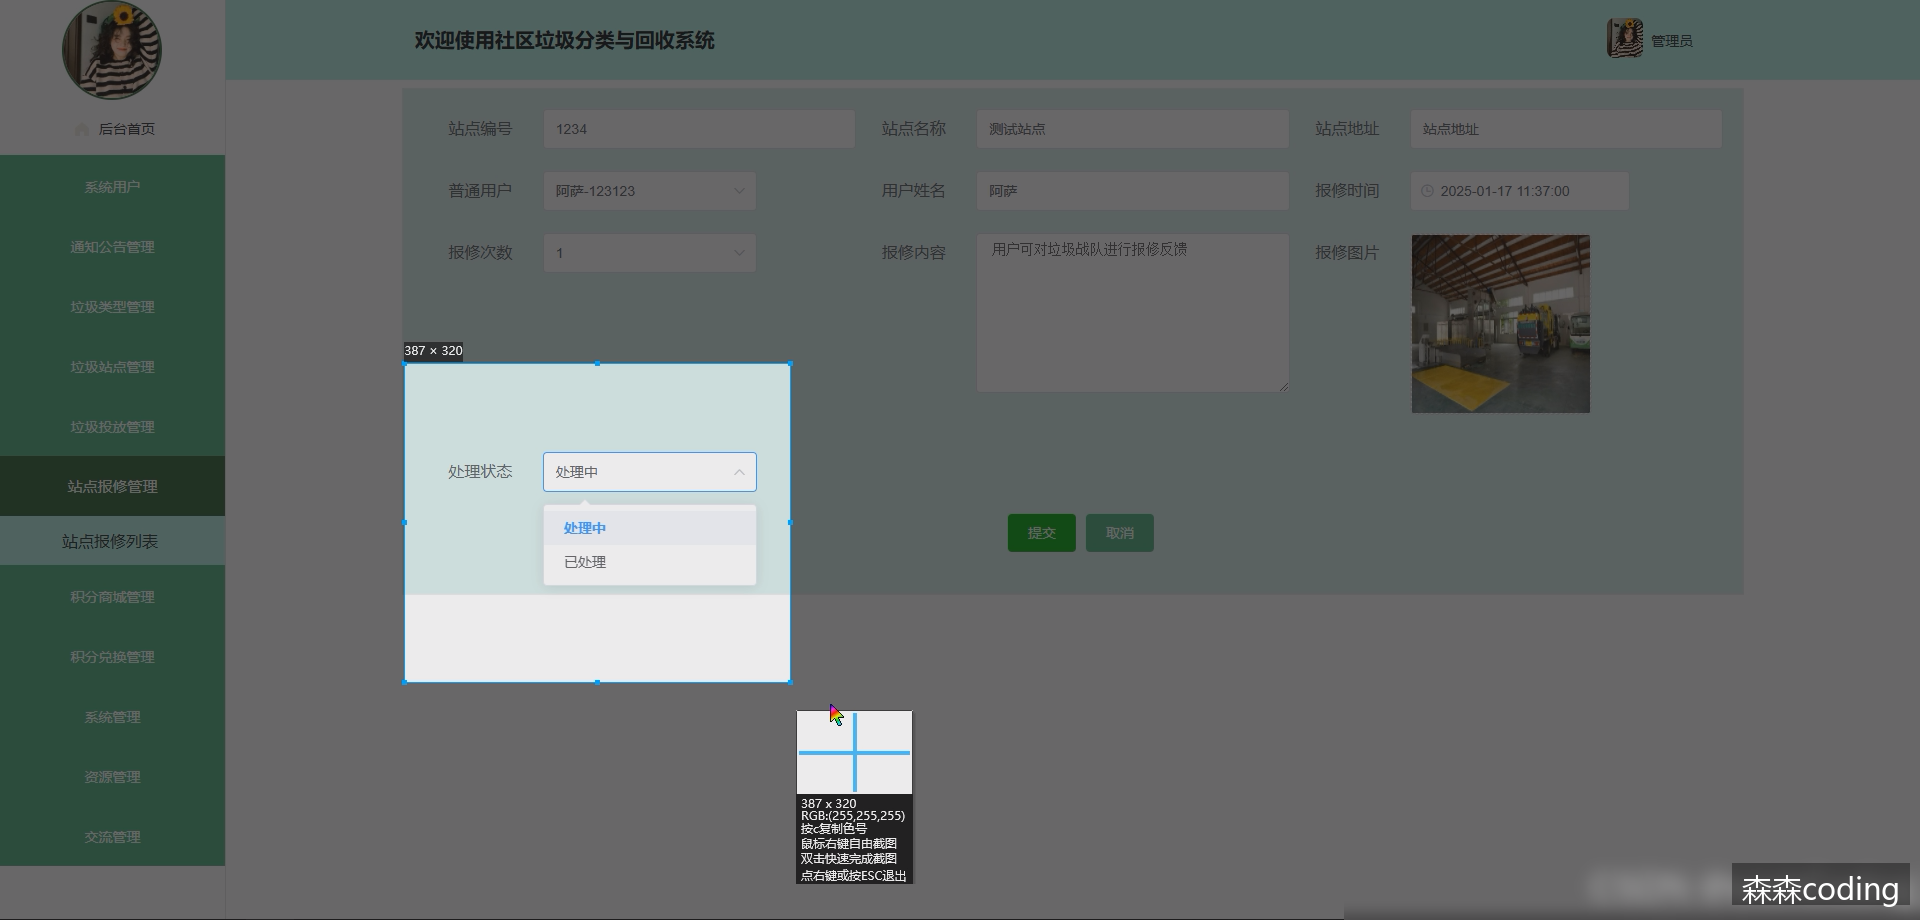 欢迎使用社区垃圾分类与回收系统
管理员
后台首页
系统用户
通知公告管理
垃圾类型管理
垃圾站点管理
垃圾投放管理
站点报修管理
站点报修列表
积分商城管理
积分兑换管理
系统管理
资源管理
交流管理
站点编号 1234 站点名称 测试站点 站点地址 站点地址
普通用户 阿萨-123123 用户姓名 阿萨 报修时间 2025-01-17 11:37:00
报修次数 1 报修内容 用户可对垃圾战队进行报修反馈 报修图片
387 × 320
处理状态 处理中
处理中
已处理
提交 取消
387 x 320
RGB:(255,255,255)
按c复制色号
鼠标右键自由截图
双击快速完成截图
点右键或按ESC退出
森森coding